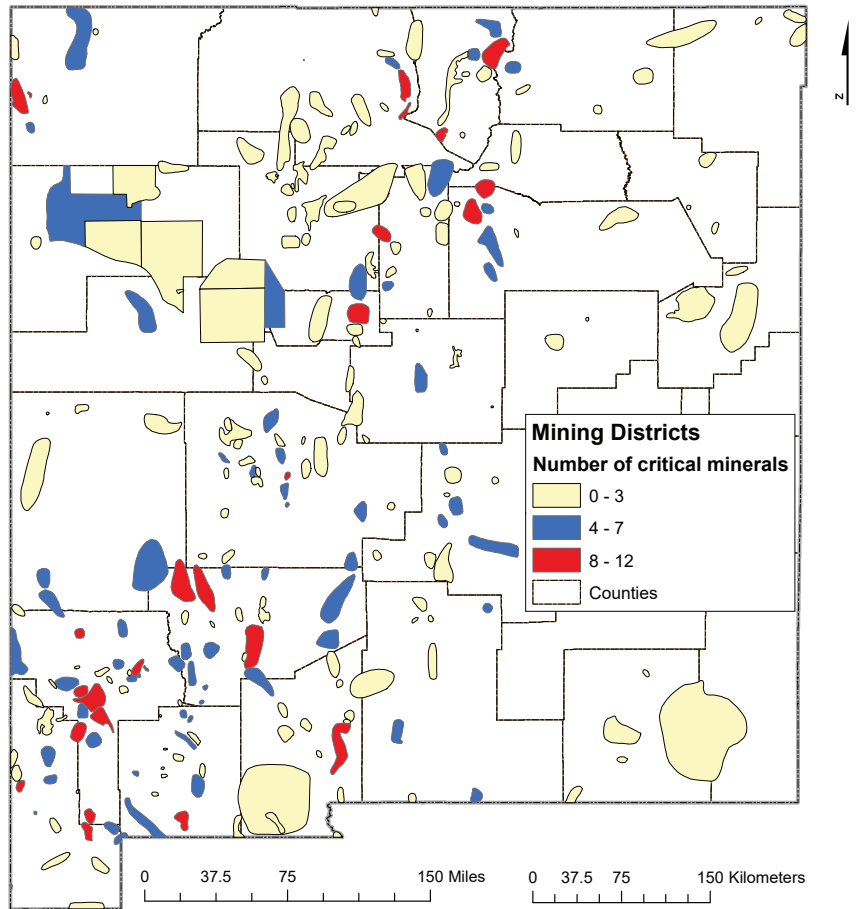 N
Mining Districts
Number of critical minerals
0 - 3
4 - 7
8 - 12
Counties
0 37.5 75 150 Miles
0 37.5 75 150 Kilometers